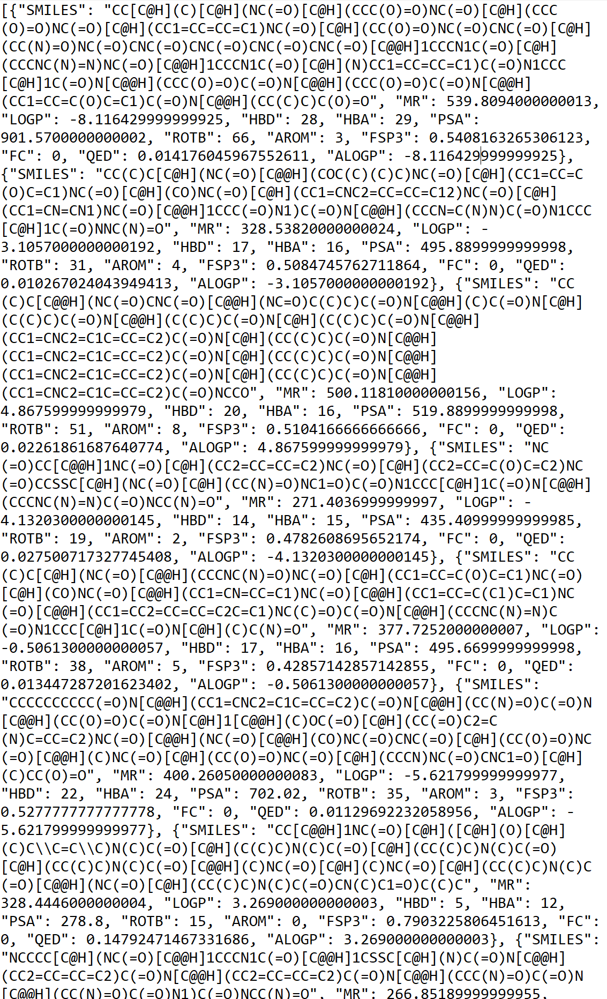 [{"SMILES": "CC[C@H](C)[C@H](NC(=O)[C@H](CCC(O)=O)NC(=O)[C@H](CCC
(O)=O)NC(=O)[C@H](CC1=CC=CC=C1)NC(=O)[C@H](CC(O)=O)NC(=O)CNC(=O)[C@H]
(CC(N)=O)NC(=O)CNC(=O)CNC(=O)CNC(=O)CNC(=O)[C@@H]1CCCN1C(=O)[C@H]
(CCCNC(N)=N)NC(=O)[C@@H]1CCCN1C(=O)[C@H](N)CC1=CC=CC=C1)C(=O)N1CCC
[C@H]1C(=O)N[C@@H](CCC(O)=O)C(=O)N[C@@H](CCC(O)=O)C(=O)N[C@@H]
(CC1=CC=C(O)C=C1)C(=O)N[C@@H](CC(C)C)C(O)=O", "MR": 539.8094000000013,
"LOGP": -8.116429999999925, "HBD": 28, "HBA": 29, "PSA":
901.5700000000002, "ROTB": 66, "AROM": 3, "FSP3": 0.5408163265306123,
"FC": 0, "QED": 0.014176045967552611, "ALOGP": -8.116429999999925},
{"SMILES": "CC(C)C[C@H](NC(=O)[C@@H](COC(C)(C)C)NC(=O)[C@H](CC1=CC=C
(O)C=C1)NC(=O)[C@H](CO)NC(=O)[C@H](CC1=CNC2=CC=CC=C12)NC(=O)[C@H]
(CC1=CN=CN1)NC(=O)[C@@H]1CCC(=O)N1)C(=O)N[C@@H](CCCN=C(N)N)C(=O)N1CCC
[C@H]1C(=O)NNC(N)=O", "MR": 328.53820000000024, "LOGP": -
3.1057000000000192, "HBD": 17, "HBA": 16, "PSA": 495.8899999999998,
"ROTB": 31, "AROM": 4, "FSP3": 0.5084745762711864, "FC": 0, "QED":
0.010267024043949413, "ALOGP": -3.1057000000000192}, {"SMILES": "CC
(C)C[C@@H](NC(=O)CNC(=O)[C@@H](NC=O)C(C)C)C(=O)N[C@@H](C)C(=O)N[C@H]
(C(C)C)C(=O)N[C@@H](C(C)C)C(=O)N[C@H](C(C)C)C(=O)N[C@@H]
(CC1=CNC2=C1C=CC=C2)C(=O)N[C@H](CC(C)C)C(=O)N[C@@H]
(CC1=CNC2=C1C=CC=C2)C(=O)N[C@H](CC(C)C)C(=O)N[C@@H]
(CC1=CNC2=C1C=CC=C2)C(=O)N[C@H](CC(C)C)C(=O)N[C@@H]
(CC1=CNC2=C1C=CC=C2)C(=O)NCCO", "MR": 500.11810000000156, "LOGP":
4.867599999999979, "HBD": 20, "HBA": 16, "PSA": 519.8899999999998,
"ROTB": 51, "AROM": 8, "FSP3": 0.5104166666666666, "FC": 0, "QED":
0.02261861687640774, "ALOGP": 4.867599999999979}, {"SMILES": "NC
(=O)CC[C@@H]1NC(=O)[C@H](CC2=CC=CC=C2)NC(=O)[C@H](CC2=CC=C(O)C=C2)NC
(=O)CCSSC[C@H](NC(=O)[C@H](CC(N)=O)NC1=O)C(=O)N1CCC[C@H]1C(=O)N[C@@H]
(CCCNC(N)=N)C(=O)NCC(N)=O", "MR": 271.4036999999997, "LOGP": -
4.1320300000000145, "HBD": 14, "HBA": 15, "PSA": 435.40999999999985,
"ROTB": 19, "AROM": 2, "FSP3": 0.4782608695652174, "FC": 0, "QED":
0.027500717327745408, "ALOGP": -4.1320300000000145}, {"SMILES": "CC
(C)C[C@H](NC(=O)[C@@H](CCCNC(N)=O)NC(=O)[C@H](CC1=CC=C(O)C=C1)NC(=O)
[C@H](CO)NC(=O)[C@@H](CC1=CN=CC=C1)NC(=O)[C@@H](CC1=CC=C(Cl)C=C1)NC
(=O)[C@@H](CC1=CC2=CC=CC=C2C=C1)NC(C)=O)C(=O)N[C@@H](CCCNC(N)=N)C
(=O)N1CCC[C@H]1C(=O)N[C@H](C)C(N)=O", "MR": 377.7252000000007, "LOGP":
-0.5061300000000057, "HBD": 17, "HBA": 16, "PSA": 495.6699999999998,
"ROTB": 38, "AROM": 5, "FSP3": 0.42857142857142855, "FC": 0, "QED":
0.013447287201623402, "ALOGP": -0.5061300000000057}, {"SMILES":
"CCCCCCCCCC(=O)N[C@@H](CC1=CNC2=C1C=CC=C2)C(=O)N[C@@H](CC(N)=O)C(=O)N
[C@@H](CC(O)=O)C(=O)N[C@H]1[C@@H](C)OC(=O)[C@H](CC(=O)C2=C
(N)C=CC=C2)NC(=O)[C@@H](NC(=O)[C@@H](CO)NC(=O)CNC(=O)[C@H](CC(O)=O)NC
(=O)[C@@H](C)NC(=O)[C@H](CC(O)=O)NC(=O)[C@H](CCCN)NC(=O)CNC1=O)[C@H]
(C)CC(O)=O", "MR": 400.26050000000083, "LOGP": -5.621799999999977,
"HBD": 22, "HBA": 24, "PSA": 702.02, "ROTB": 35, "AROM": 3, "FSP3":
0.5277777777777778, "FC": 0, "QED": 0.01129692232058956, "ALOGP": -
5.621799999999977}, {"SMILES": "CC[C@@H]1NC(=O)[C@H]([C@H](O)[C@H]
(C)C\\C=C\\C)N(C)C(=O)[C@H](C(C)C)N(C)C(=O)[C@H](CC(C)C)N(C)C(=O)
[C@H](CC(C)C)N(C)C(=O)[C@@H](C)NC(=O)[C@H](C)NC(=O)[C@H](CC(C)C)N(C)C
(=O)[C@@H](NC(=O)[C@H](CC(C)C)N(C)C(=O)CN(C)C1=O)C(C)C", "MR":
328.4446000000004, "LOGP": 3.269000000000003, "HBD": 5, "HBA": 12,
"PSA": 278.8, "ROTB": 15, "AROM": 0, "FSP3": 0.7903225806451613, "FC":
0, "QED": 0.14792471467331686, "ALOGP": 3.269000000000003}, {"SMILES":
"NCCCC[C@H](NC(=O)[C@@H]1CCCN1C(=O)[C@@H]1CSSC[C@H](N)C(=O)N[C@@H]
(CC2=CC=CC=C2)C(=O)N[C@@H](CC2=CC=CC=C2)C(=O)N[C@@H](CCC(N)=O)C(=O)N
[C@@H](CC(N)=O)C(=O)N1)C(=O)NCC(N)=O", "MR": 266.85189999999955,